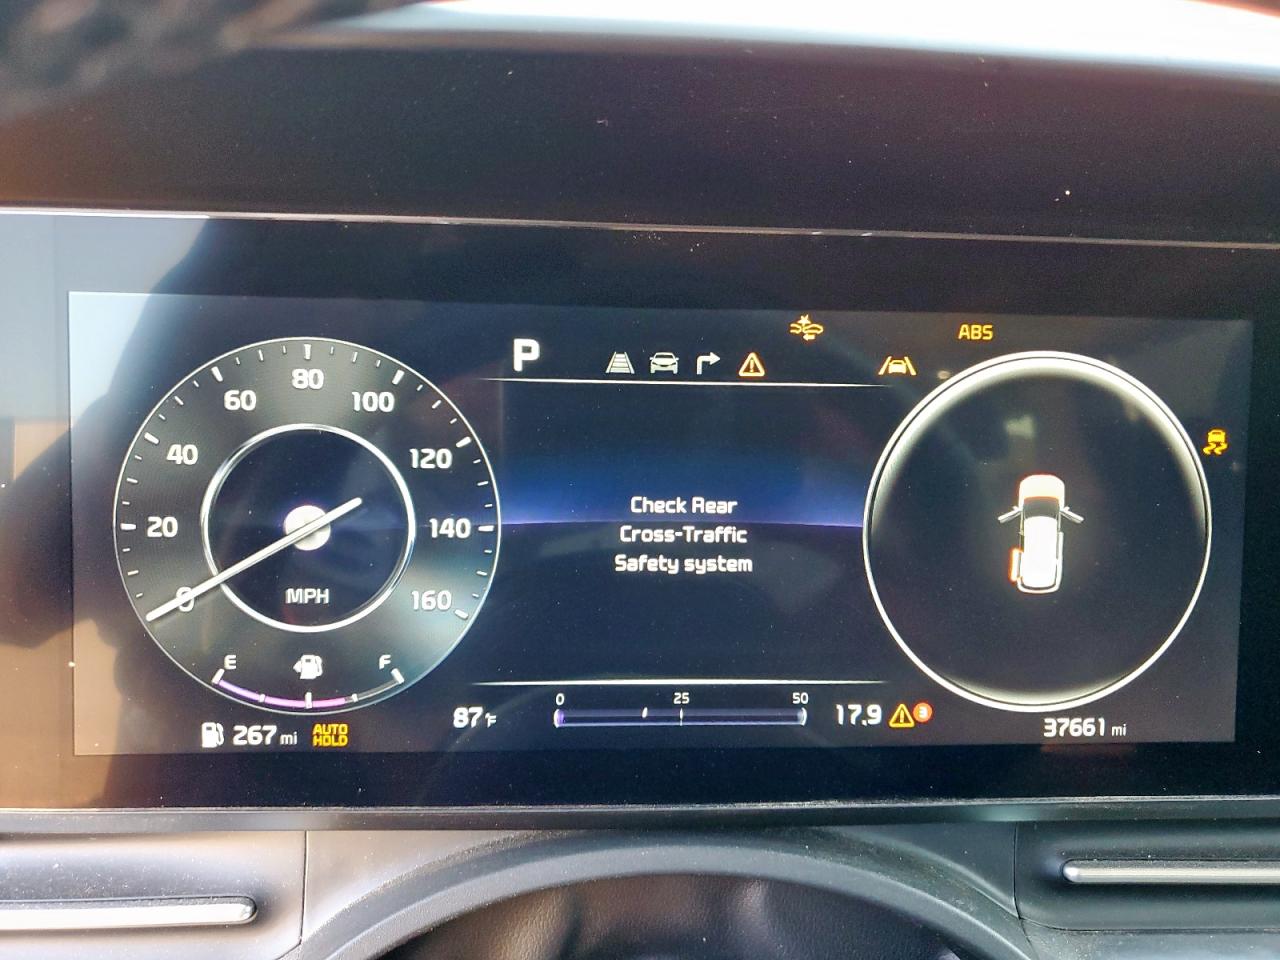 P
ABS
0
20
40
60
80
100
120
140
160
MPH
E
F
Check Rear
Cross-Traffic
Safety system
0
25
50
267 mi
AUTO
HOLD
87°F
17.9
3
37661 mi